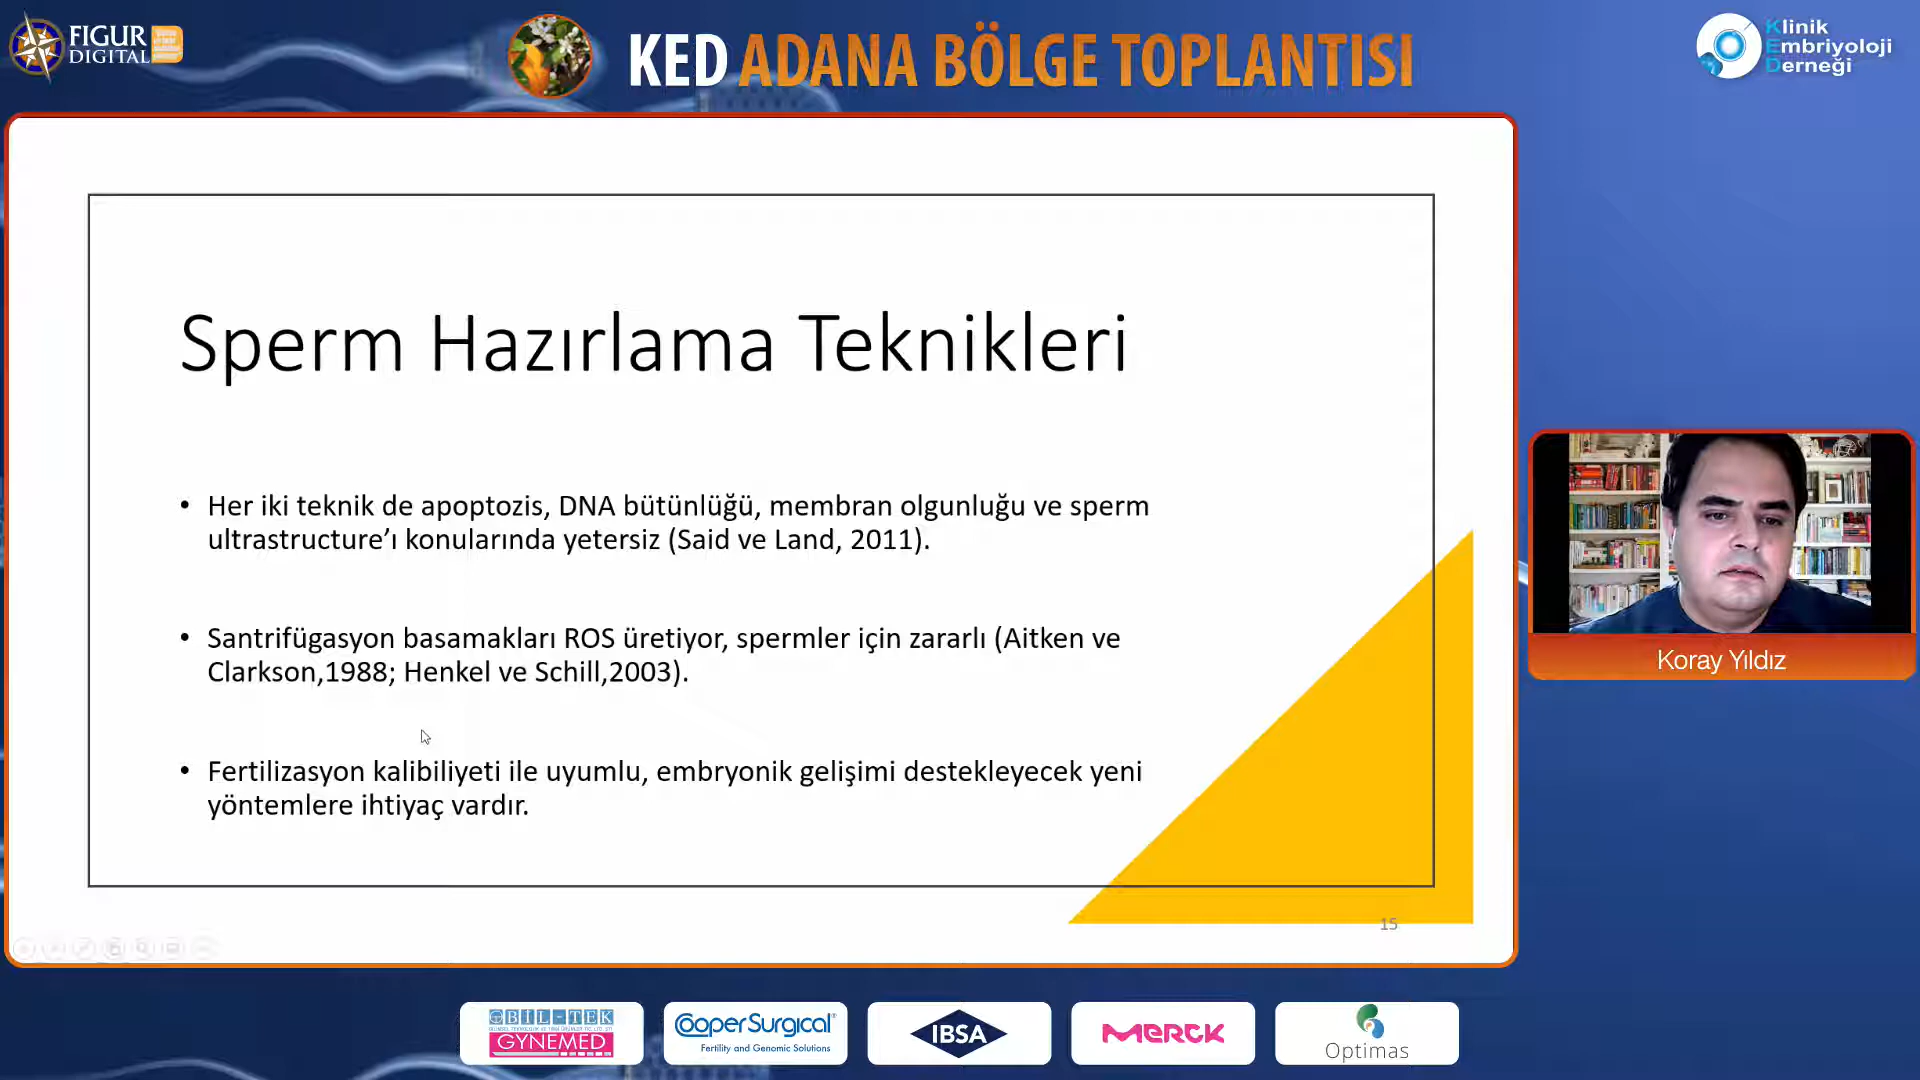 FIGUR
DIGITAL
KED ADANA BÖLGE TOPLANTISI
Klinik
Embriyoloji
Derneği
Sperm Hazırlama Teknikleri
• Her iki teknik de apoptozis, DNA bütünlüğü, membran olgunluğu ve sperm
ultrastructure’ı konularında yetersiz (Said ve Land, 2011).
• Santrifügasyon basamakları ROS üretiyor, spermler için zararlı (Aitken ve
Clarkson,1988; Henkel ve Schill,2003).
• Fertilizasyon kalibiliyeti ile uyumlu, embryonik gelişimi destekleyecek yeni
yöntemlere ihtiyaç vardır.
15
Koray Yıldız
BİL-TEK
GYNEMED
CooperSurgical®
Fertility and Genomic Solutions
IBSA
MERCK
Optimas